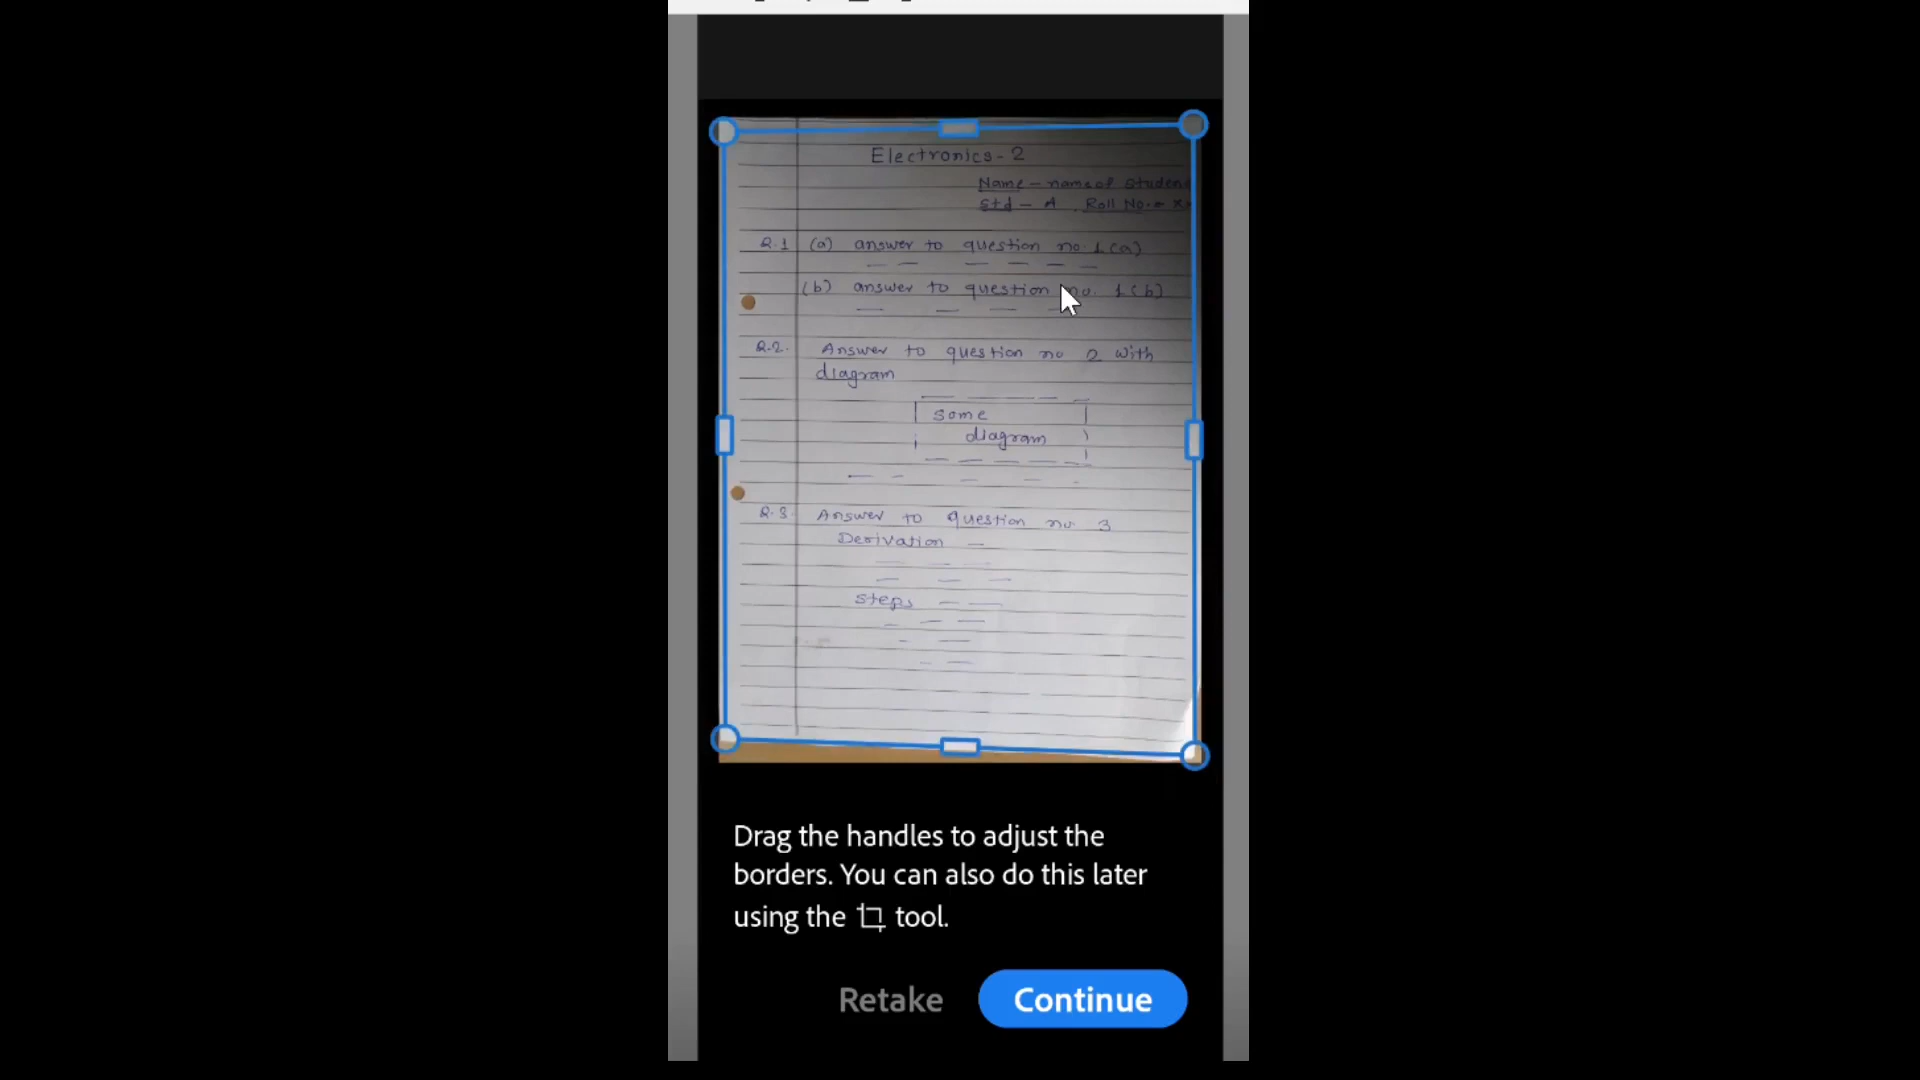 Electronics-2
Name - name of Studen
Std - A Roll No. - X
Q.1 (a) answer to question no. 1(a)
(b) answer to question no. 1(b)
Q.2. Answer to question no 2 with
diagram
some
diagram
Q.3. Answer to question no. 3
Derivation
steps
Drag the handles to adjust the
borders. You can also do this later
using the tool.
Retake
Continue